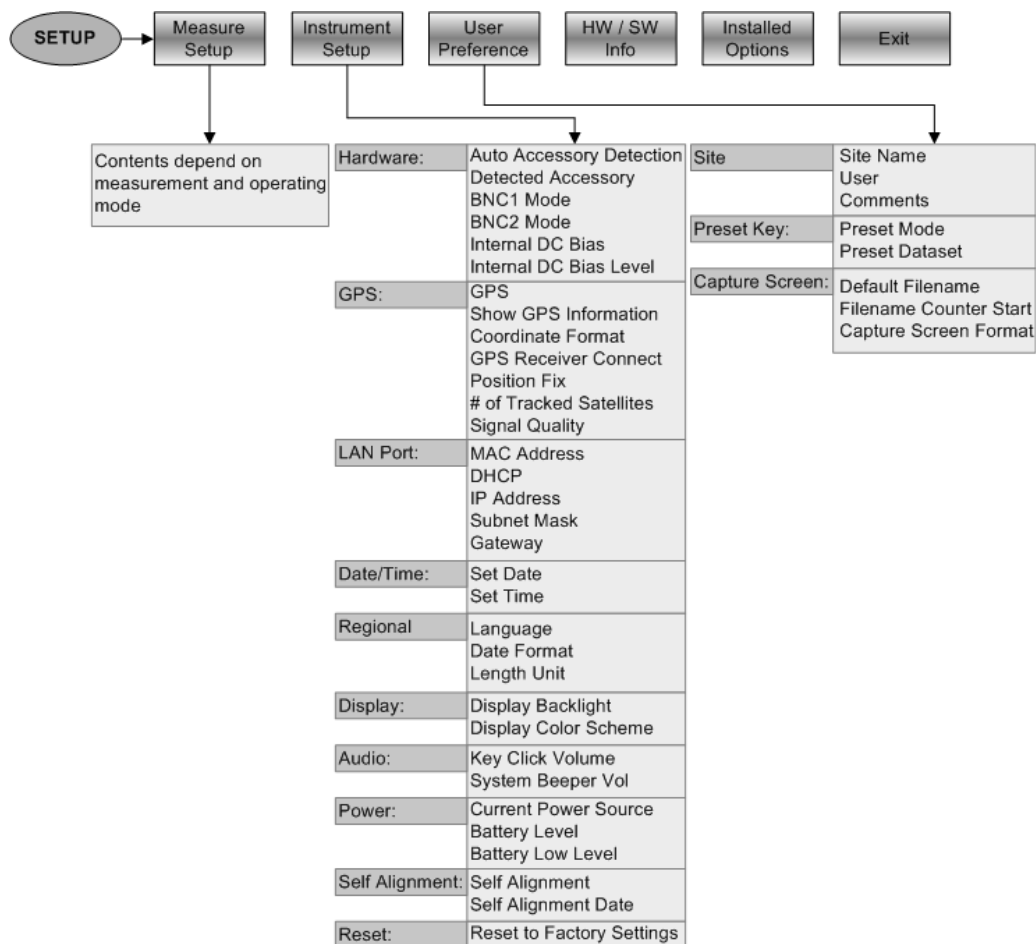 SETUP
Measure
Setup
Instrument
Setup
User
Preference
HW / SW
Info
Installed
Options
Exit
Contents depend on
measurement and operating
mode
Hardware:
Auto Accessory Detection
Detected Accessory
BNC1 Mode
BNC2 Mode
Internal DC Bias
Internal DC Bias Level
GPS:
GPS
Show GPS Information
Coordinate Format
GPS Receiver Connect
Position Fix
# of Tracked Satellites
Signal Quality
LAN Port:
MAC Address
DHCP
IP Address
Subnet Mask
Gateway
Date/Time:
Set Date
Set Time
Regional
Language
Date Format
Length Unit
Display:
Display Backlight
Display Color Scheme
Audio:
Key Click Volume
System Beeper Vol
Power:
Current Power Source
Battery Level
Battery Low Level
Self Alignment:
Self Alignment
Self Alignment Date
Reset:
Reset to Factory Settings
Site
Site Name
User
Comments
Preset Key:
Preset Mode
Preset Dataset
Capture Screen:
Default Filename
Filename Counter Start
Capture Screen Format